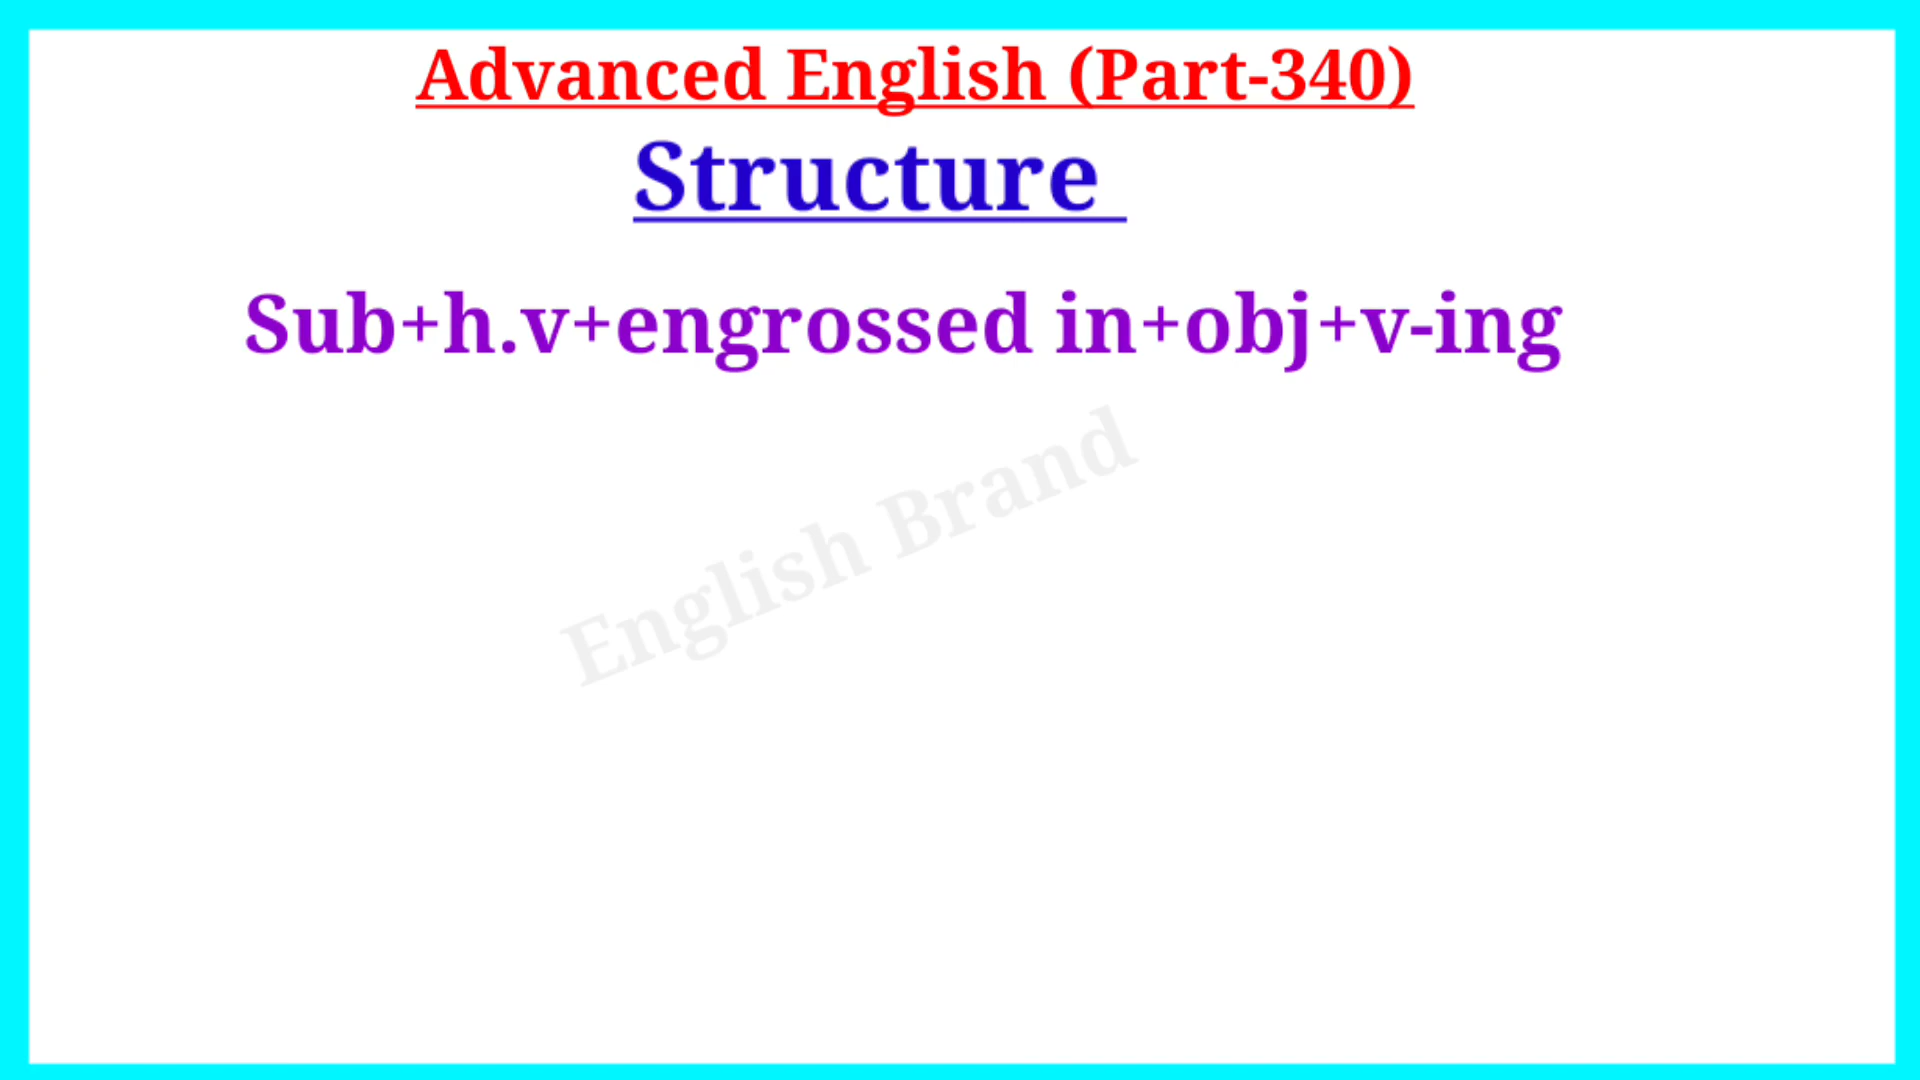 Advanced English (Part-340)
Structure
Sub+h.v+engrossed in+obj+v-ing
English Brand